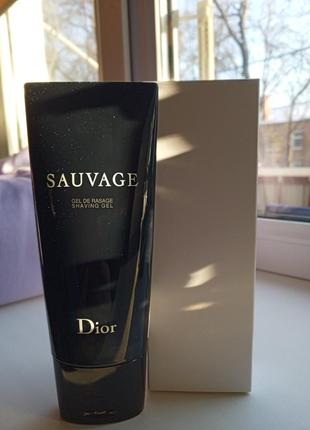 SAUVAGE
GEL DE RASAGE
SHAVING GEL
Dior